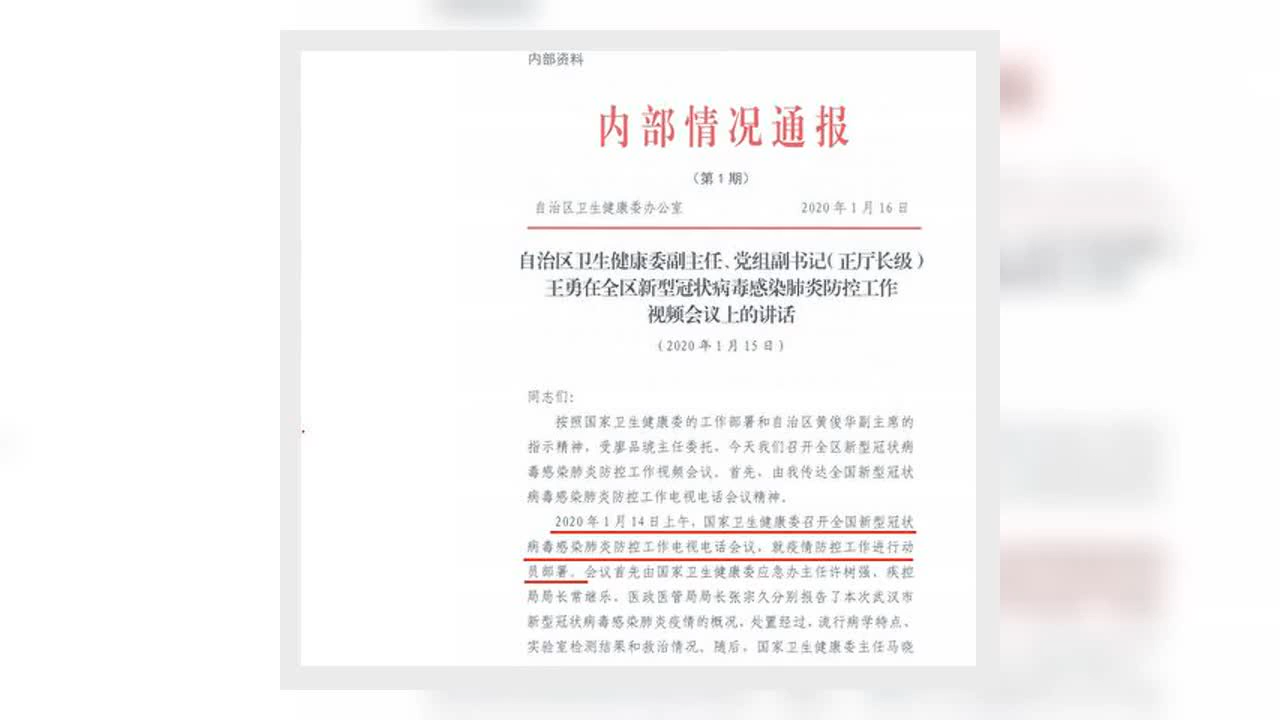 内部资料
内部情况通报
（第1期）
自治区卫生健康委办公室 2020年1月16日
自治区卫生健康委副主任、党组副书记（正厅长级）
王勇在全区新型冠状病毒感染肺炎防控工作
视频会议上的讲话
（2020年1月15日）
同志们：
按照国家卫生健康委的工作部署和自治区黄俊华副主席的
指示精神，受廖品琥主任委托，今天我们召开全区新型冠状病
毒感染肺炎防控工作视频会议。首先，由我传达全国新型冠状
病毒感染肺炎防控工作电视电话会议精神。
2020年1月14日上午，国家卫生健康委召开全国新型冠状
病毒感染肺炎防控工作电视电话会议，就疫情防控工作进行动
员部署。会议首先由国家卫生健康委应急办主任许树强、疾控
局局长常继乐、医政医管局局长张宗久分别报告了本次武汉市
新型冠状病毒感染肺炎疫情的概况，处置经过，流行病学特点、
实验室检测结果和救治情况。随后，国家卫生健康委主任马晓